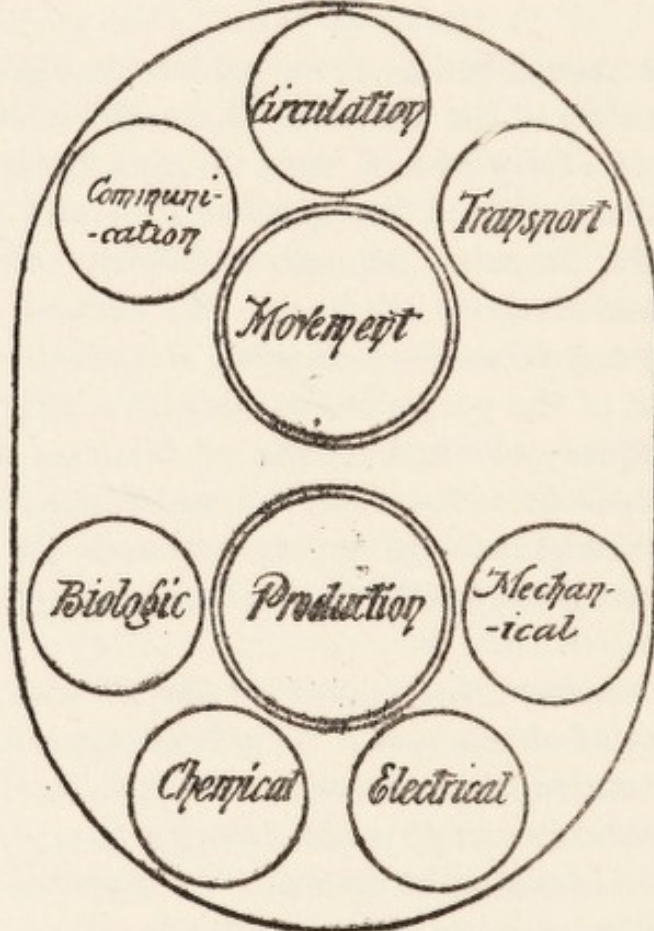 Circulation
Communi-
-cation
Transport
Movement
Biologic
Production
Mechan-
-ical
Chemical
Electrical